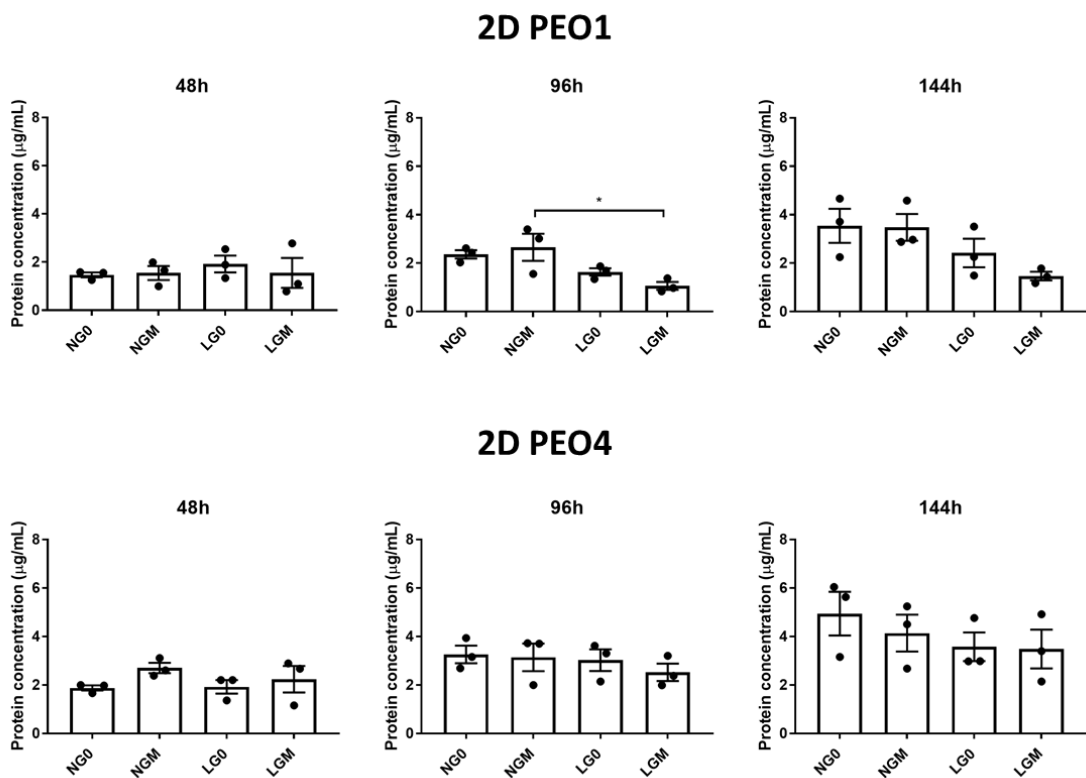 2D PEO1
48h
Protein concentration (μg/mL)
8
6
4
2
0
NG0
NGM
LG0
LGM
96h
Protein concentration (μg/mL)
8
6
4
2
0
*
NG0
NGM
LG0
LGM
144h
Protein concentration (μg/mL)
8
6
4
2
0
NG0
NGM
LG0
LGM
2D PEO4
48h
Protein concentration (μg/mL)
8
6
4
2
0
NG0
NGM
LG0
LGM
96h
Protein concentration (μg/mL)
8
6
4
2
0
NG0
NGM
LG0
LGM
144h
Protein concentration (μg/mL)
8
6
4
2
0
NG0
NGM
LG0
LGM